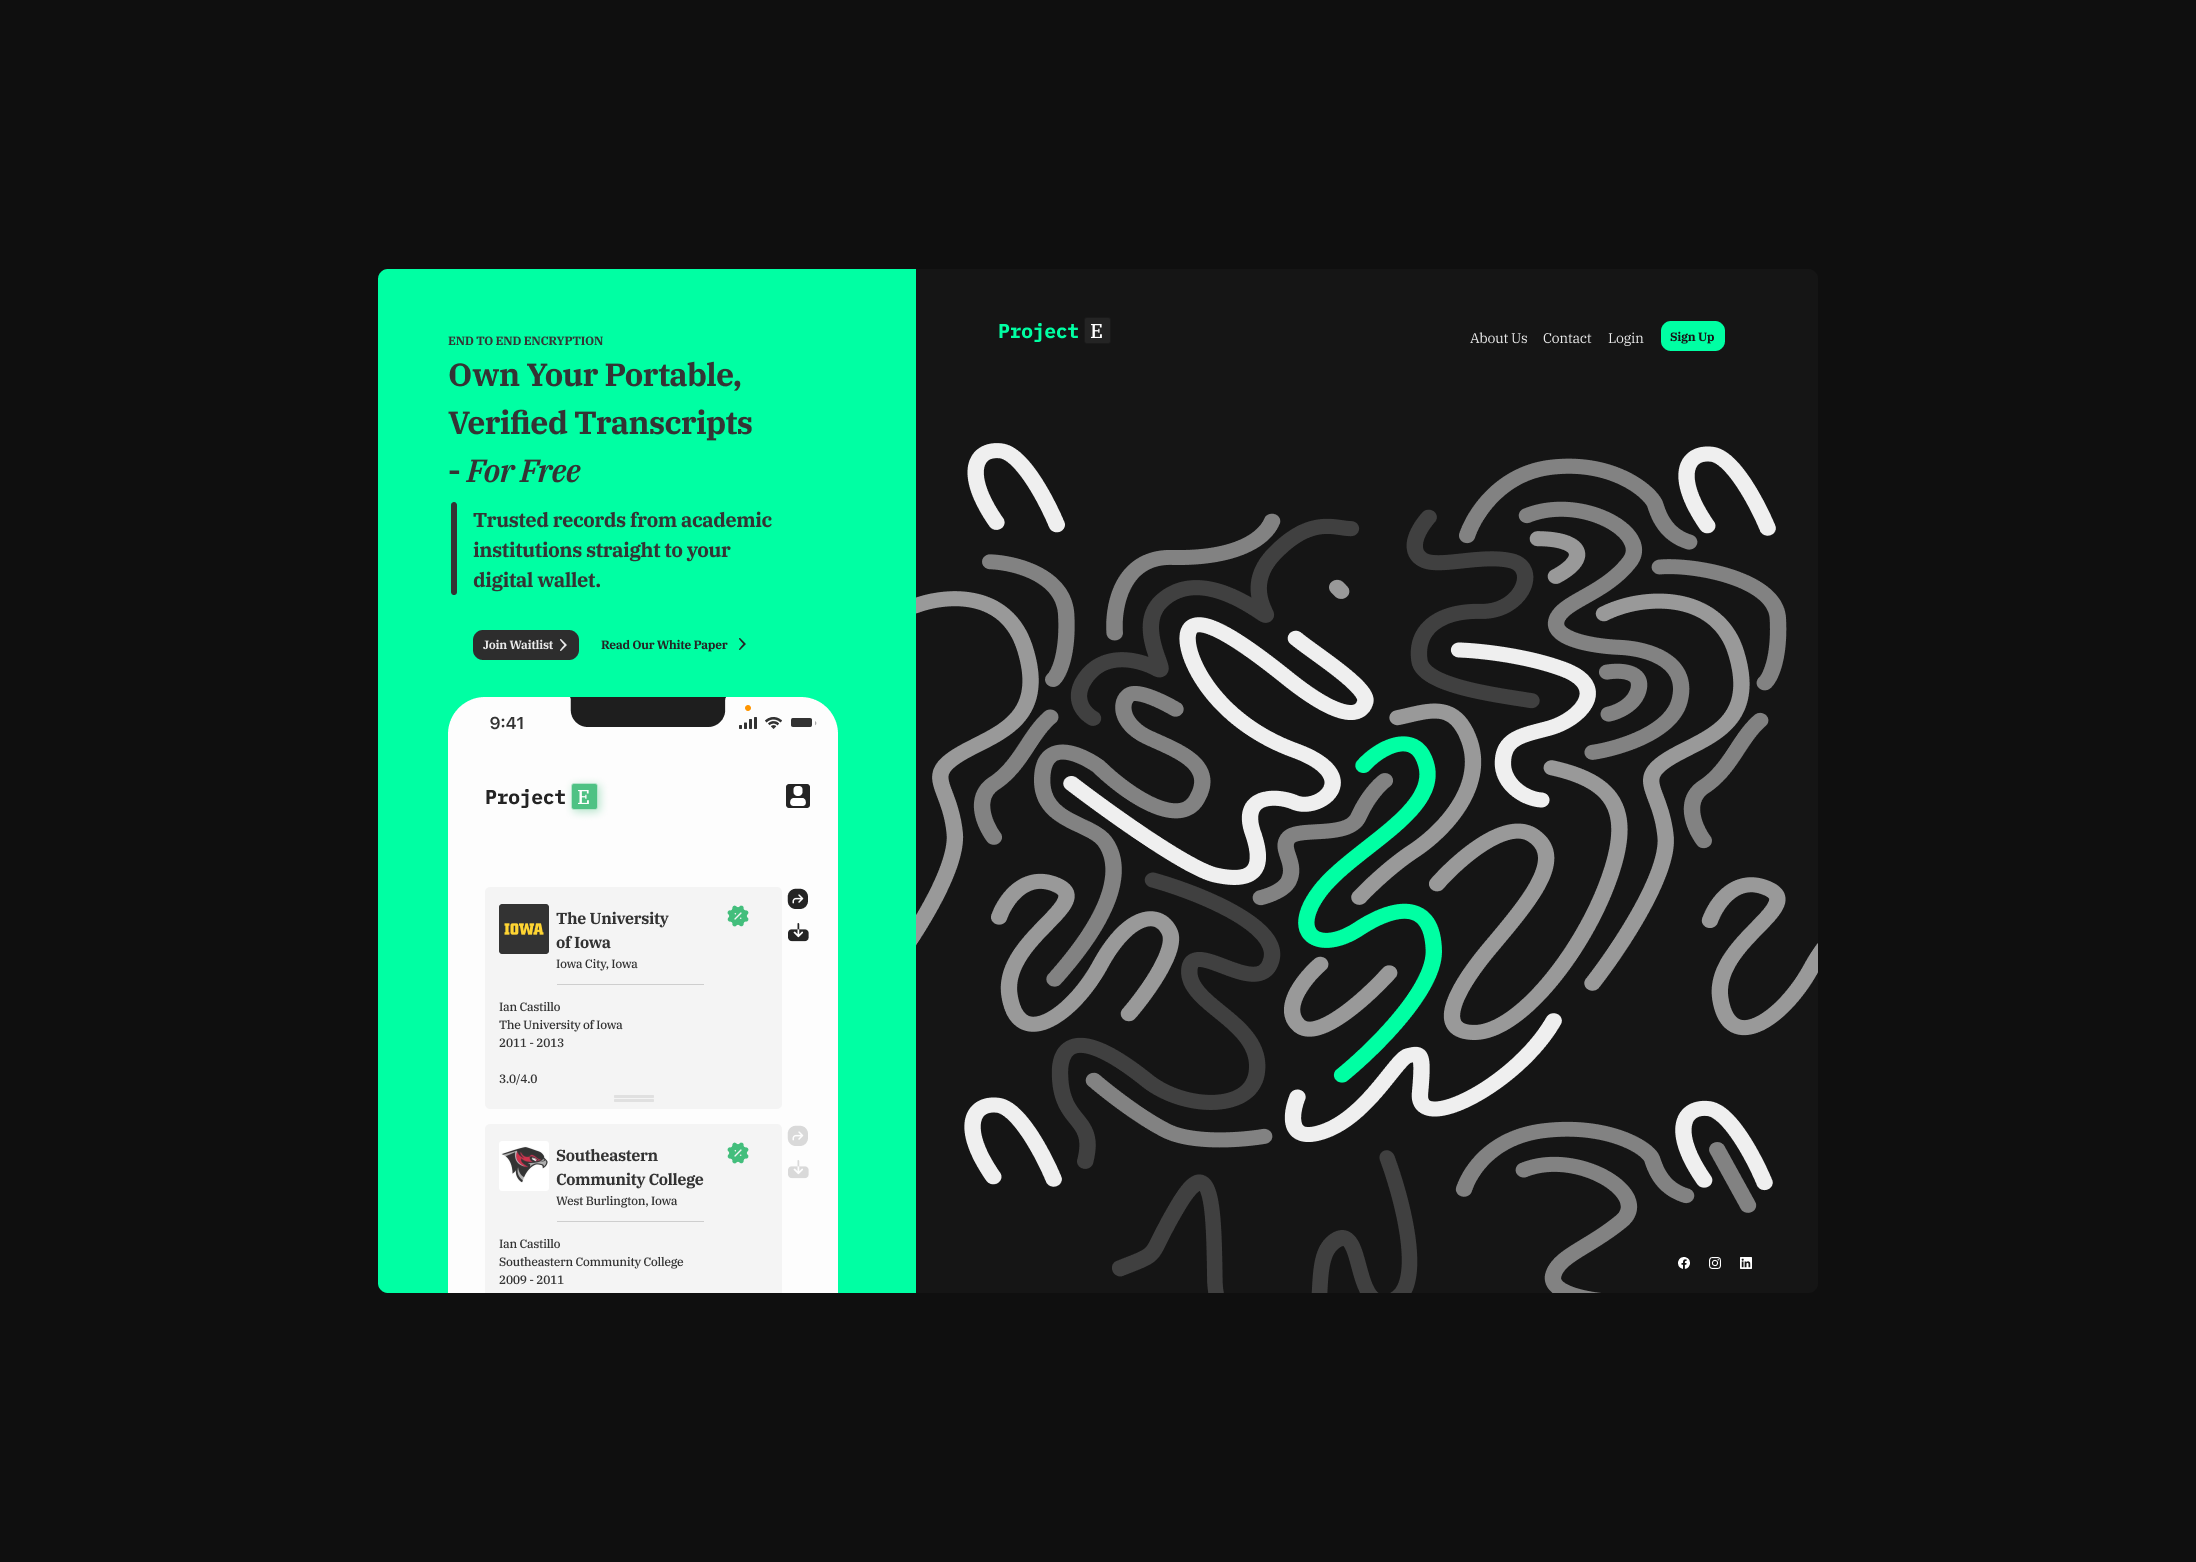 END TO END ENCRYPTION
Own Your Portable,
Verified Transcripts
- For Free
Trusted records from academic
institutions straight to your
digital wallet.
Join Waitlist
Read Our White Paper
9:41
Project E
IOWA
The University
of Iowa
Iowa City, Iowa
Ian Castillo
The University of Iowa
2011 - 2013
3.0/4.0
Southeastern
Community College
West Burlington, Iowa
Ian Castillo
Southeastern Community College
2009 - 2011
Project E
About Us Contact Login Sign Up